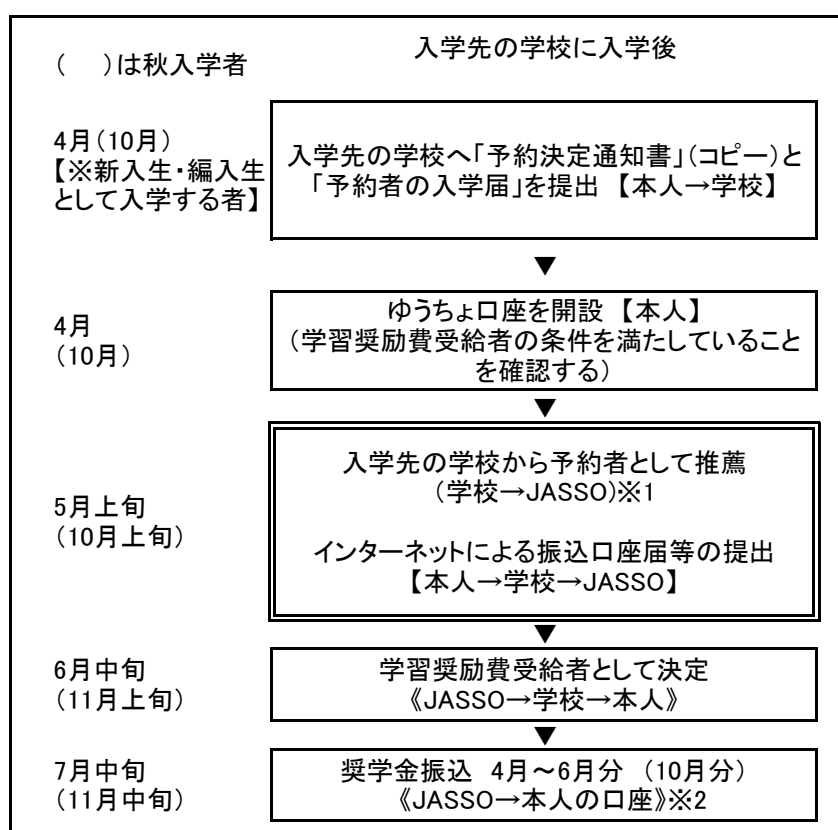 入学先の学校に入学後
(　)は秋入学者
4月(10月)
【※新入生・編入生
として入学する者】
入学先の学校へ「予約決定通知書」(コピー)と
「予約者の入学届」を提出 【本人→学校】
▼
4月
(10月)
ゆうちょ口座を開設 【本人】
(学習奨励費受給者の条件を満たしていること
を確認する)
▼
5月上旬
(10月上旬)
入学先の学校から予約者として推薦
(学校→JASSO)※1
インターネットによる振込口座届等の提出
【本人→学校→JASSO】
▼
6月中旬
(11月上旬)
学習奨励費受給者として決定
《JASSO→学校→本人》
▼
7月中旬
(11月中旬)
奨学金振込 4月～6月分 (10月分)
《JASSO→本人の口座》※2